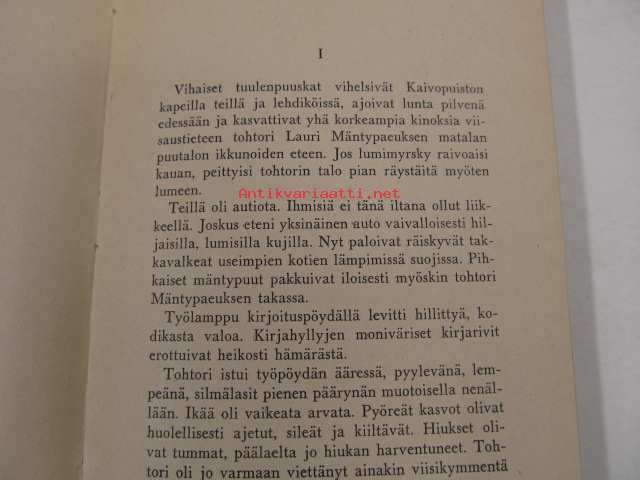 I
Vihaiset tuulenpuuskat vihelsivät Kaivopuiston
kapeilla teillä ja lehdiköissä, ajoivat lunta pilvenä
edessään ja kasvattivat yhä korkeampia kinoksia vii-
saustieteen tohtori Lauri Mäntypaeuksen matalan
puutalon ikkunoiden eteen. Jos lumimyrsky raivoaisi
kauan, peittyisi tohtorin talo pian räystäitä myöten
lumeen.
Antikvariaatti.net
Teillä oli autiota. Ihmisiä ei tänä iltana ollut liik-
keellä. Joskus eteni yksinäinen auto vaivalloisesti hil-
jaisilla, lumisilla kujilla. Nyt paloivat räiskyvät tak-
kavalkeat useimpien kotien lämpimissä suojissa. Pih-
kaiset mäntypuut pakkuivat iloisesti myöskin tohtori
Mäntypaeuksen takassa.
Työlamppu kirjoituspöydällä levitti hillittyä, ko-
dikasta valoa. Kirjahyllyjen moniväriset kirjarivit
erottuivat heikosti hämärästä.
Tohtori istui työpöydän ääressä, pyylevänä, lem-
peänä, silmälasit pienen päärynän muotoisella nenäl-
lään. Ikää oli vaikeata arvata. Pyöreät kasvot olivat
huolellisesti ajetut, sileät ja kiiltävät. Hiukset oli-
vat tummat, päälaelta jo hiukan harventuneet. Toh-
tori oli jo varmaan viettänyt ainakin viisikymmentä